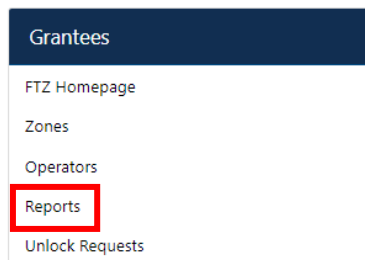 Grantees
FTZ Homepage
Zones
Operators
Reports
Unlock Requests